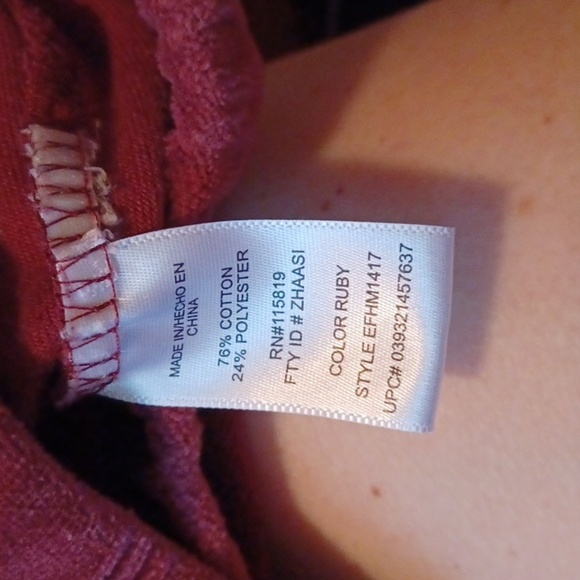 MADE IN/HECHO EN
CHINA
76% COTTON
24% POLYESTER
RN#115819
FTY ID # ZHAASI
COLOR RUBY
STYLE EFHM1417
UPC# 039321457637